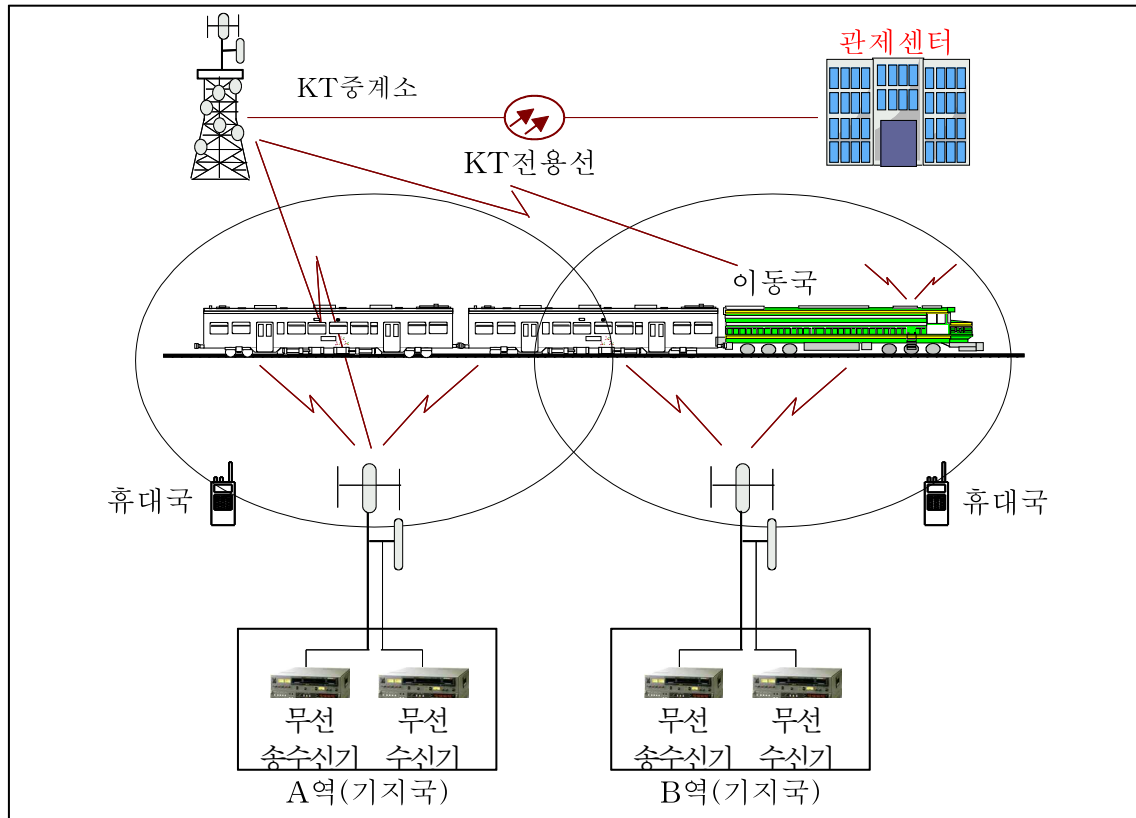 관제센터
KT중계소
KT전용선
이동국
휴대국
휴대국
무선
송수신기
무선
수신기
무선
송수신기
무선
수신기
A역(기지국)
B역(기지국)